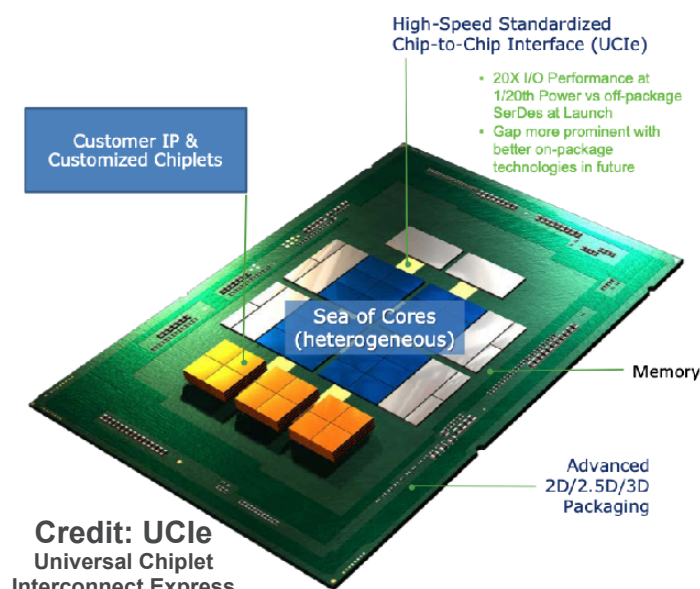 High-Speed Standardized
Chip-to-Chip Interface (UCIe)
• 20X I/O Performance at
1/20th Power vs off-package
SerDes at Launch
• Gap more prominent with
better on-package
technologies in future
Customer IP &
Customized Chiplets
Sea of Cores
(heterogeneous)
Memory
Advanced
2D/2.5D/3D
Packaging
Credit: UCIe
Universal Chiplet
Interconnect Express